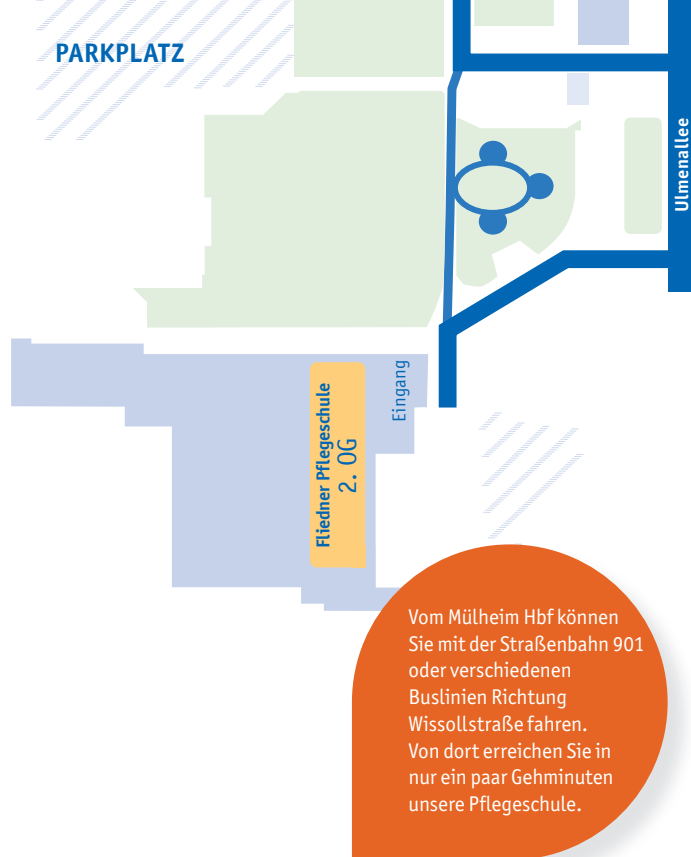 PARKPLATZ
Ulmenallee
Eingang
Fliedner Pflegeschule
2. OG
Vom Mülheim Hbf können
Sie mit der Straßenbahn 901
oder verschiedenen
Buslinien Richtung
Wissollstraße fahren.
Von dort erreichen Sie in
nur ein paar Gehminuten
unsere Pflegeschule.